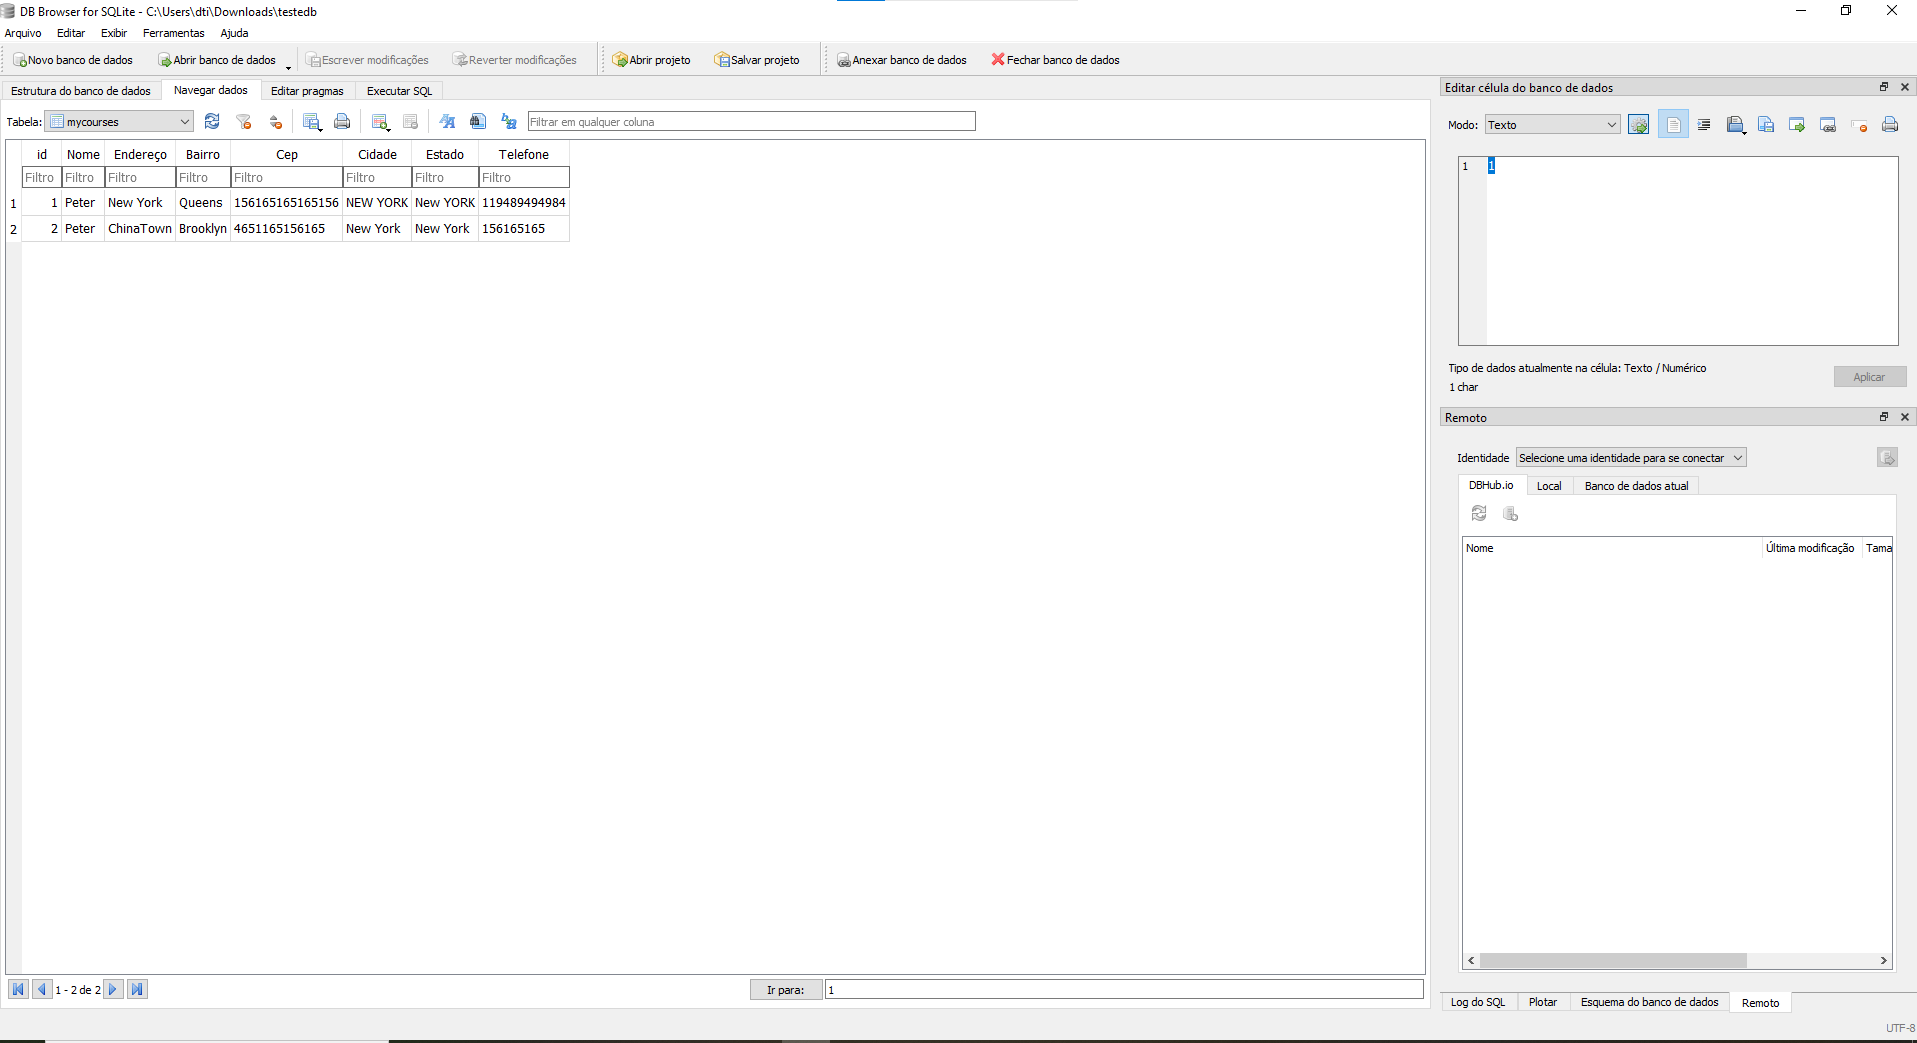 DB Browser for SQLite - C:\Users\dti\Downloads\testedb
Arquivo Editar Exibir Ferramentas Ajuda
Novo banco de dados Abrir banco de dados Escrever modificações Reverter modificações Abrir projeto Salvar projeto Anexar banco de dados Fechar banco de dados
Estrutura do banco de dados Navegar dados Editar pragmas Executar SQL
Tabela: mycourses Filtrar em qualquer coluna
id Nome Endereço Bairro Cep Cidade Estado Telefone
Filtro Filtro Filtro Filtro Filtro Filtro Filtro Filtro
1 1 Peter New York Queens 156165165165156 NEW YORK New YORK 119489494984
2 2 Peter ChinaTown Brooklyn 4651165156165 New York New York 156165165
1 - 2 de 2 Ir para: 1
Editar célula do banco de dados
Modo: Texto
1 1
Tipo de dados atualmente na célula: Texto / Numérico
1 char
Aplicar
Remoto
Identidade Selecione uma identidade para se conectar
DBHub.io Local Banco de dados atual
Nome Última modificação Tama
Log do SQL Plotar Esquema do banco de dados Remoto
UTF-8